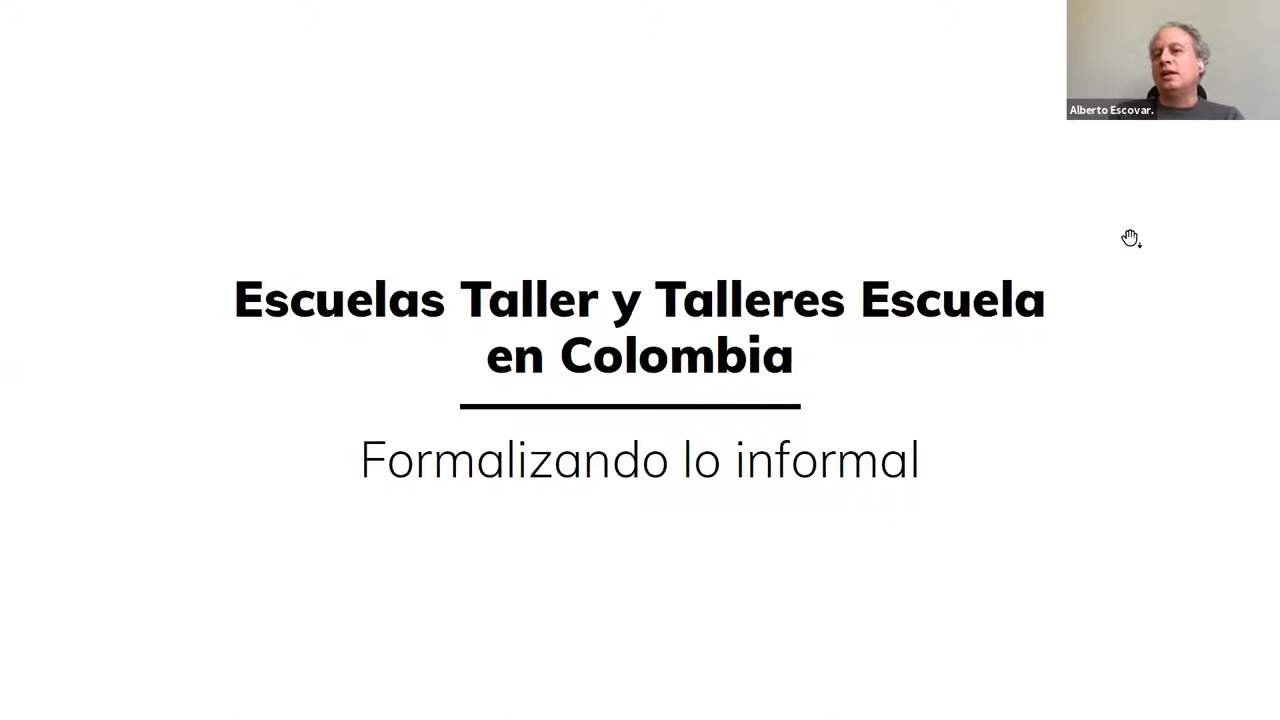 Alberto Escovar.
Escuelas Taller y Talleres Escuela
en Colombia
Formalizando lo informal